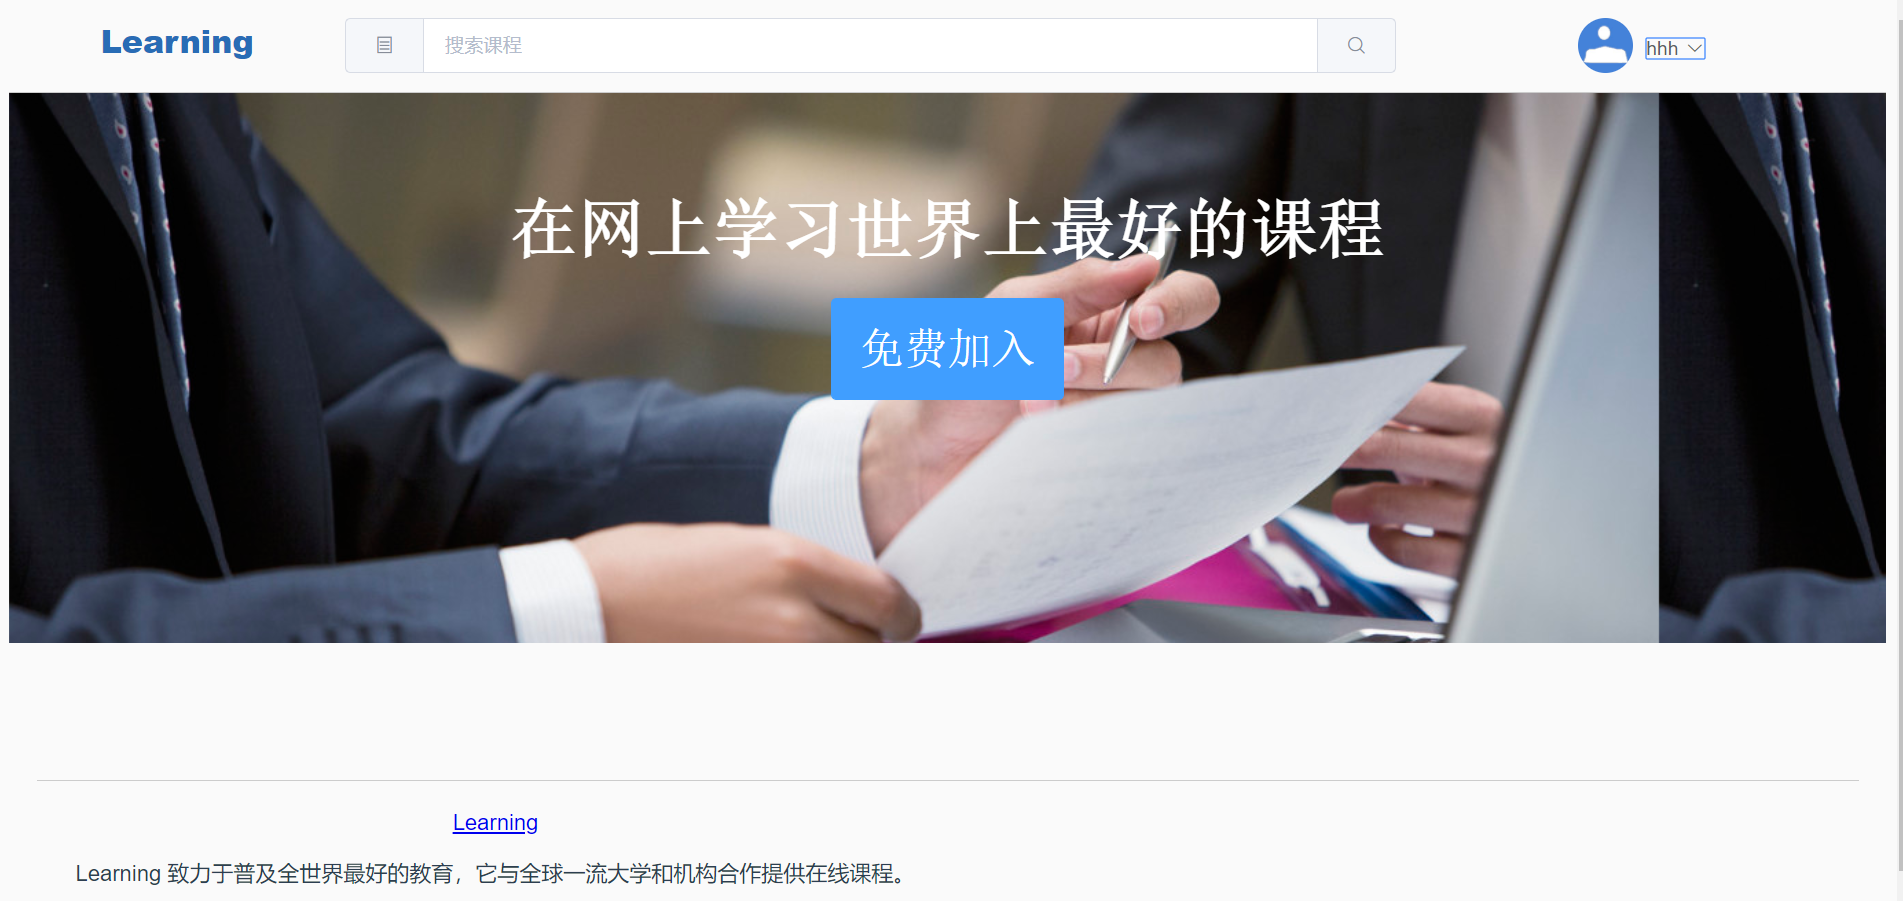 Learning
搜索课程
hhh
在网上学习世界上最好的课程
免费加入
Learning
Learning 致力于普及全世界最好的教育，它与全球一流大学和机构合作提供在线课程。